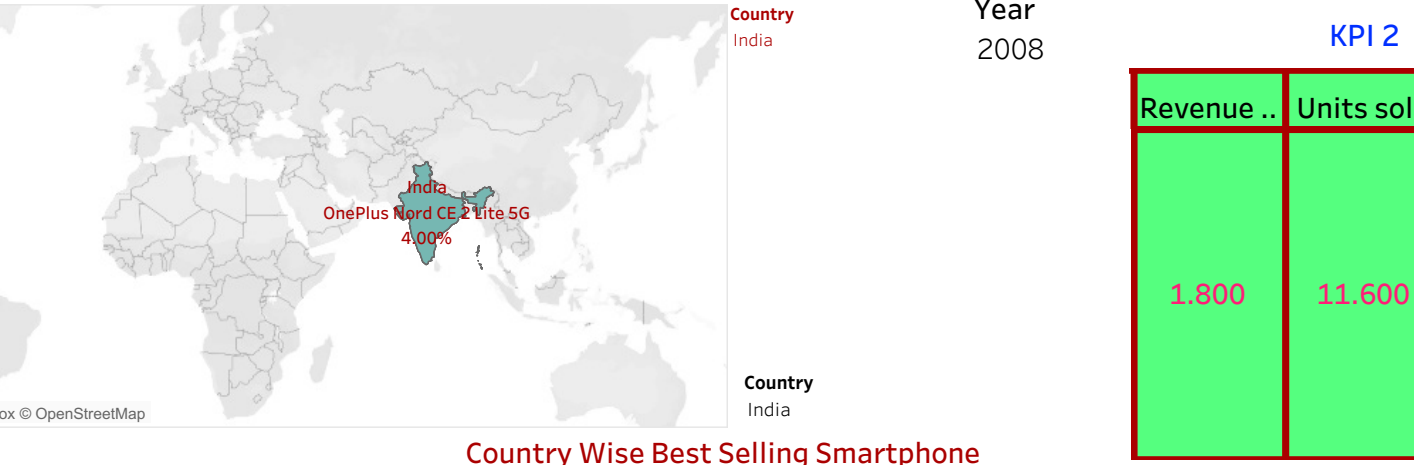 Country
India
Year
2008
KPI 2
Revenue ..
Units sol
India
OnePlus Nord CE 2 Lite 5G
4.00%
1.800
11.600
Country
India
ox © OpenStreetMap
Country Wise Best Selling Smartphone